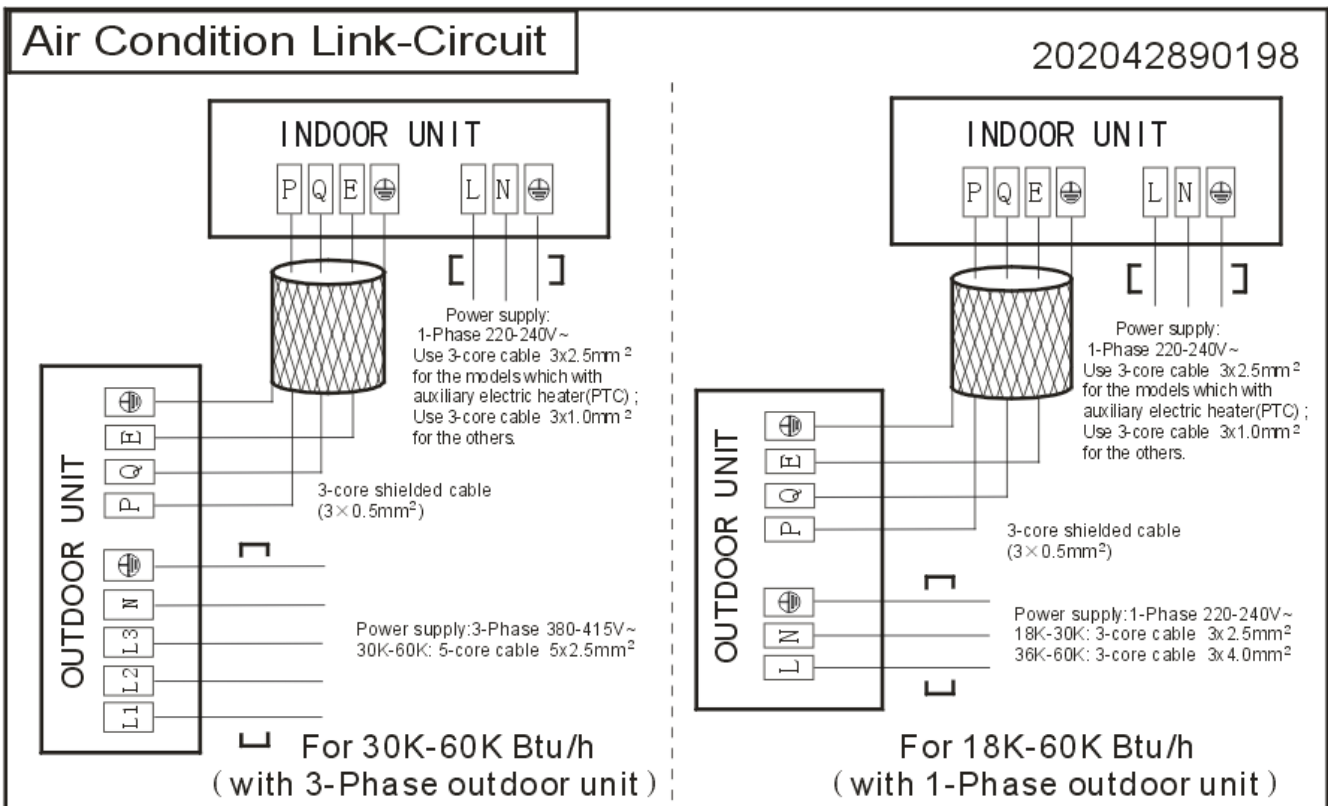 Air Condition Link-Circuit
202042890198
INDOOR UNIT
P Q E L N
Power supply:
1-Phase 220-240V~
Use 3-core cable 3x2.5mm²
for the models which with
auxiliary electric heater(PTC) ;
Use 3-core cable 3x1.0mm²
for the others.
OUTDOOR UNIT
E
Q
P
N
L3
L2
L1
3-core shielded cable
(3×0.5mm²)
Power supply:3-Phase 380-415V~
30K-60K: 5-core cable 5x2.5mm²
For 30K-60K Btu/h
(with 3-Phase outdoor unit)
INDOOR UNIT
P Q E L N
Power supply:
1-Phase 220-240V~
Use 3-core cable 3x2.5mm²
for the models which with
auxiliary electric heater(PTC) ;
Use 3-core cable 3x1.0mm²
for the others.
OUTDOOR UNIT
E
Q
P
N
L
3-core shielded cable
(3×0.5mm²)
Power supply:1-Phase 220-240V~
18K-30K: 3-core cable 3x2.5mm²
36K-60K: 3-core cable 3x4.0mm²
For 18K-60K Btu/h
(with 1-Phase outdoor unit)